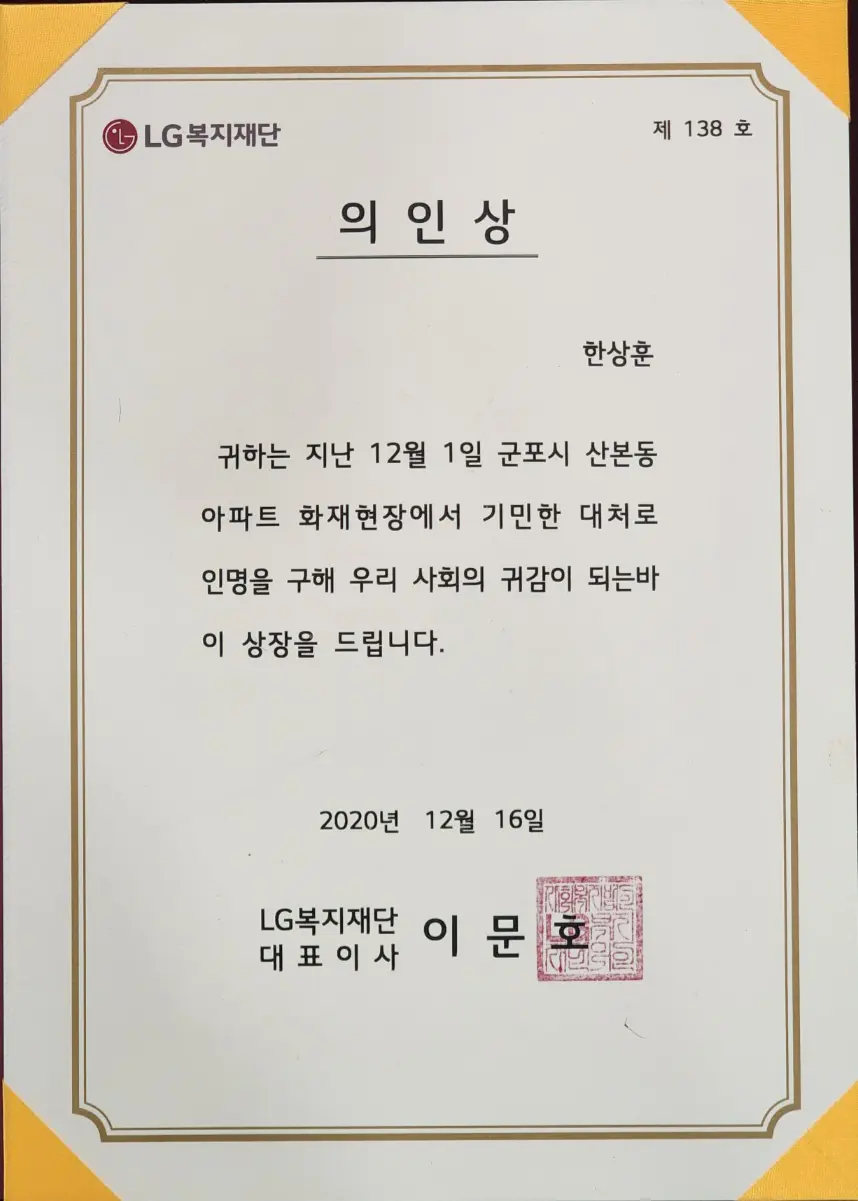 LG복지재단
제 138 호
의 인 상
한상훈
귀하는 지난 12월 1일 군포시 산본동
아파트 화재현장에서 기민한 대처로
인명을 구해 우리 사회의 귀감이 되는바
이 상장을 드립니다.
2020년 12월 16일
LG복지재단
대 표 이 사
이 문 호